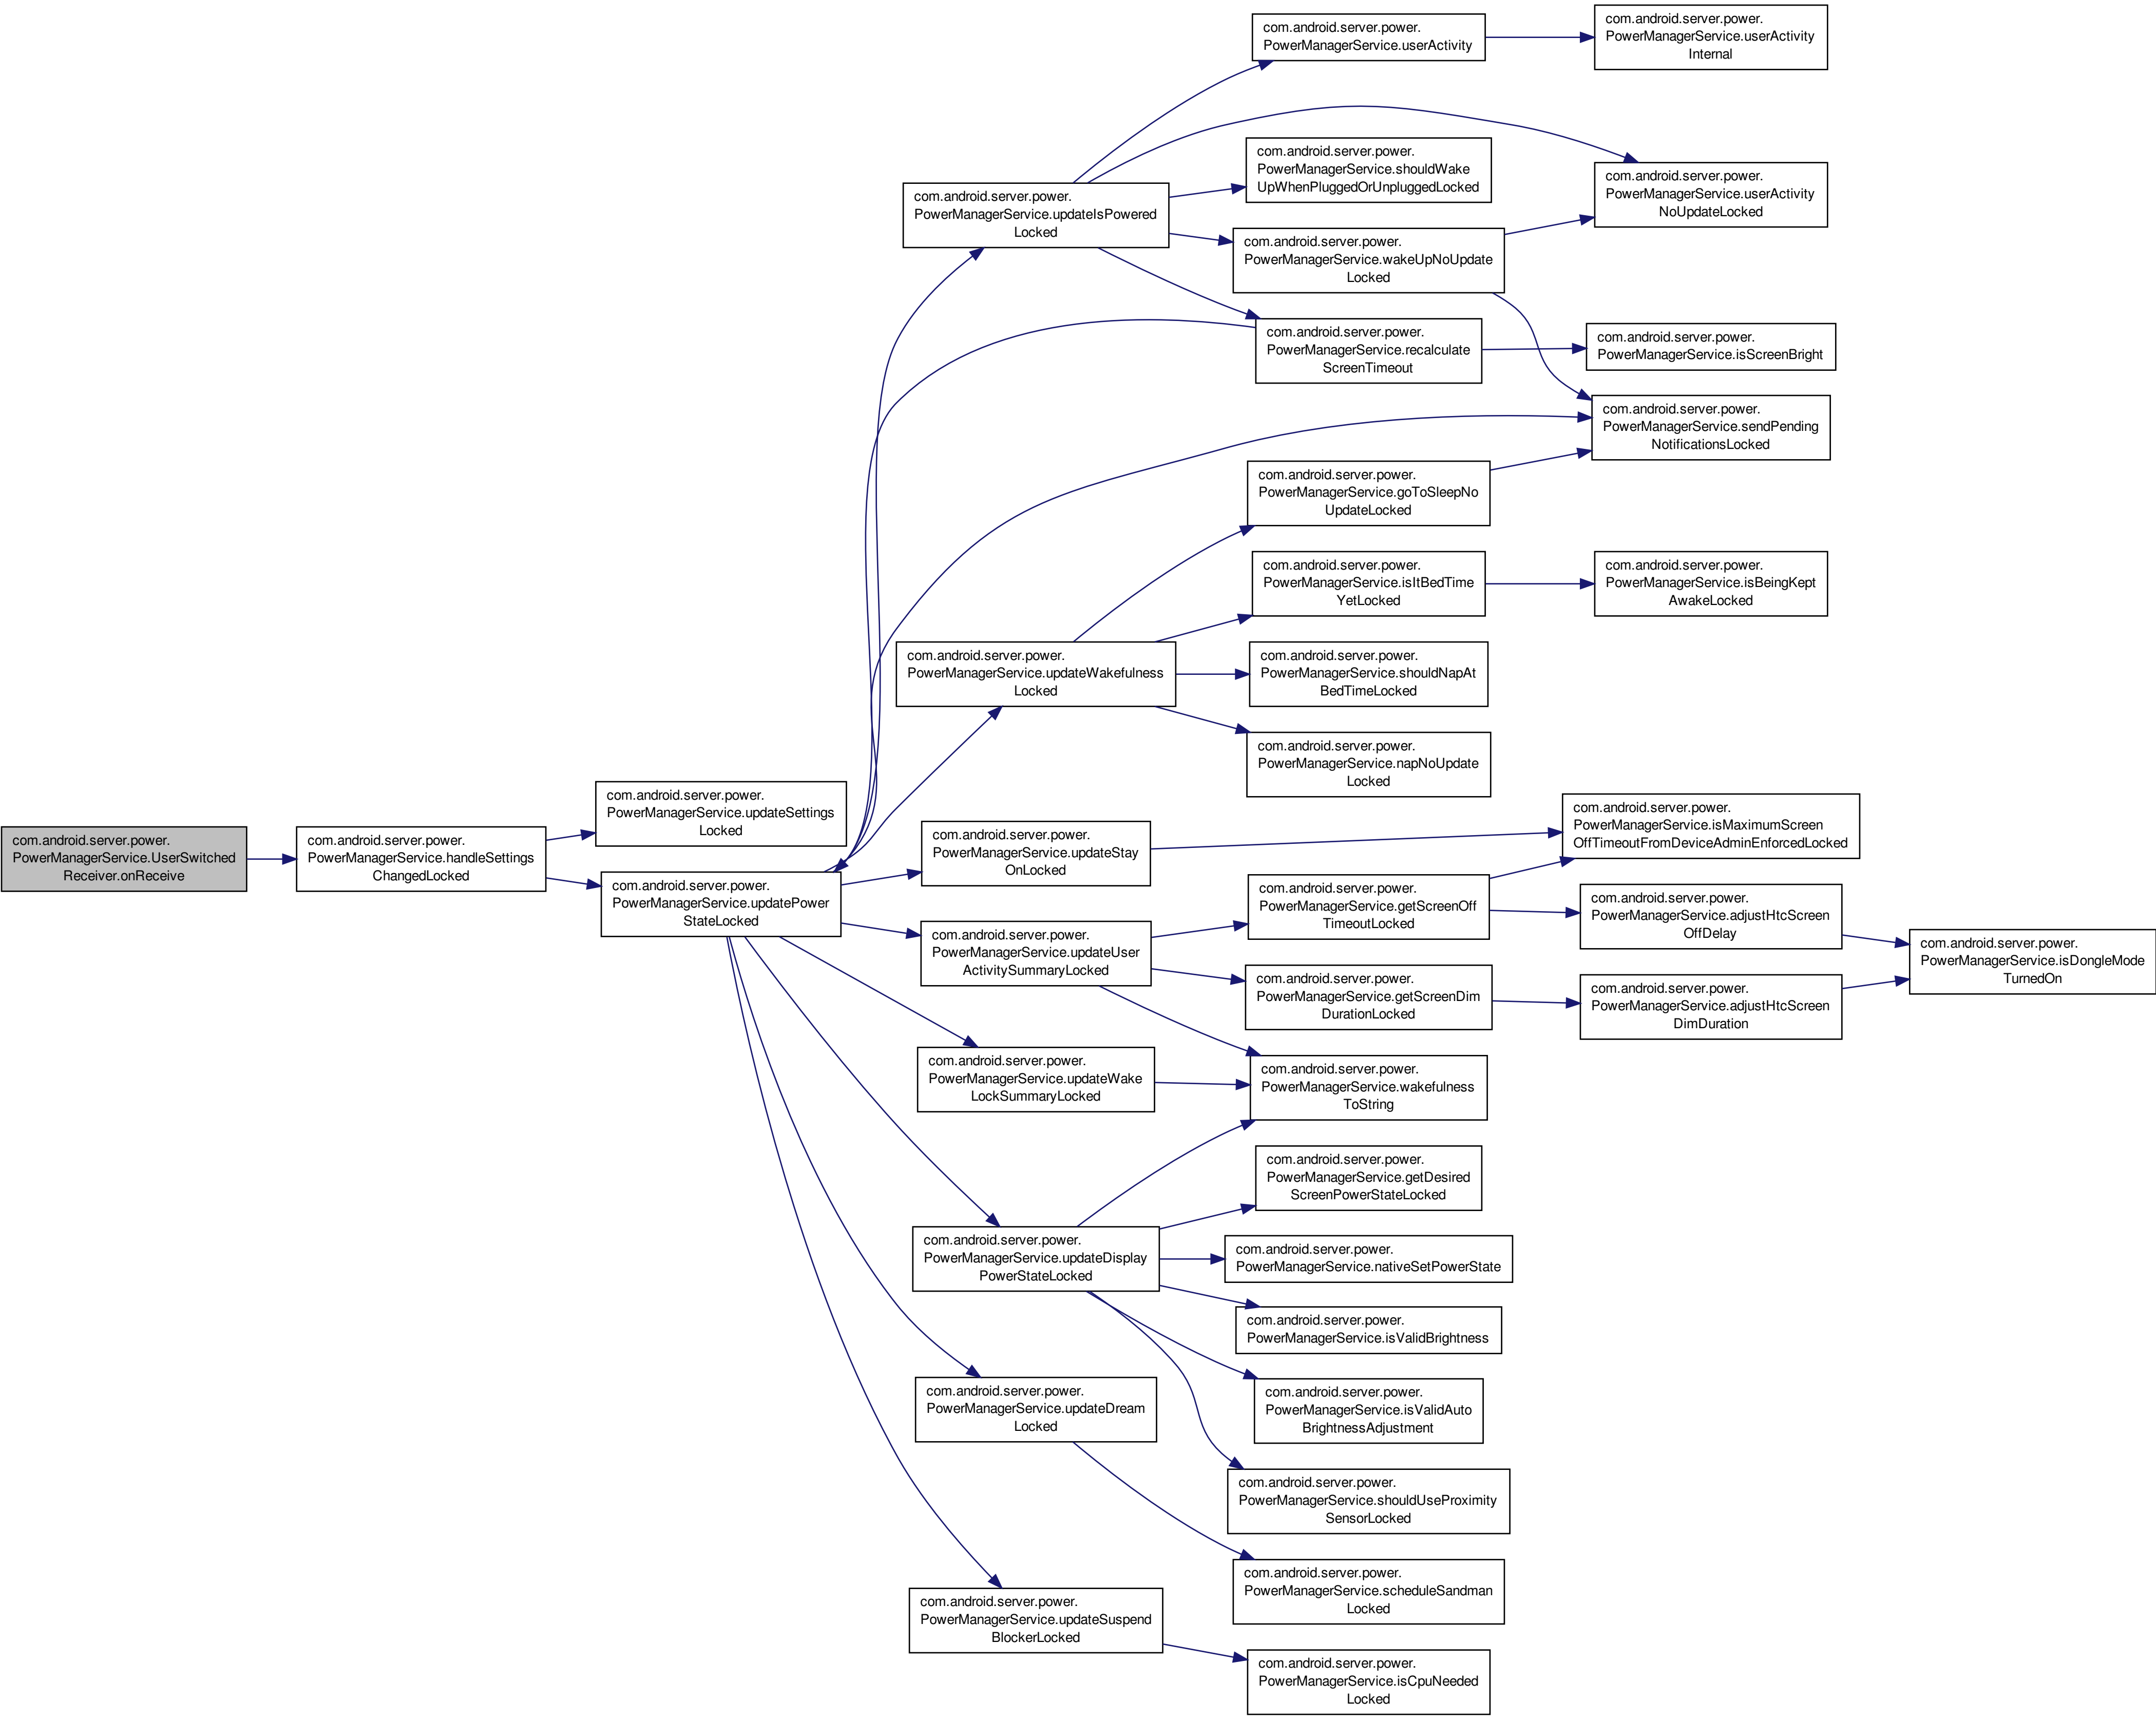 com.android.server.power.
PowerManagerService.UserSwitched
Receiver.onReceive
com.android.server.power.
PowerManagerService.handleSettings
ChangedLocked
com.android.server.power.
PowerManagerService.updateSettings
Locked
com.android.server.power.
PowerManagerService.updatePower
StateLocked
com.android.server.power.
PowerManagerService.updateIsPowered
Locked
com.android.server.power.
PowerManagerService.updateWakefulness
Locked
com.android.server.power.
PowerManagerService.updateStay
OnLocked
com.android.server.power.
PowerManagerService.updateUser
ActivitySummaryLocked
com.android.server.power.
PowerManagerService.updateWake
LockSummaryLocked
com.android.server.power.
PowerManagerService.updateDisplay
PowerStateLocked
com.android.server.power.
PowerManagerService.updateDream
Locked
com.android.server.power.
PowerManagerService.updateSuspend
BlockerLocked
com.android.server.power.
PowerManagerService.userActivity
com.android.server.power.
PowerManagerService.shouldWake
UpWhenPluggedOrUnpluggedLocked
com.android.server.power.
PowerManagerService.wakeUpNoUpdate
Locked
com.android.server.power.
PowerManagerService.recalculate
ScreenTimeout
com.android.server.power.
PowerManagerService.goToSleepNo
UpdateLocked
com.android.server.power.
PowerManagerService.isItBedTime
YetLocked
com.android.server.power.
PowerManagerService.shouldNapAt
BedTimeLocked
com.android.server.power.
PowerManagerService.napNoUpdate
Locked
com.android.server.power.
PowerManagerService.getScreenOff
TimeoutLocked
com.android.server.power.
PowerManagerService.getScreenDim
DurationLocked
com.android.server.power.
PowerManagerService.wakefulness
ToString
com.android.server.power.
PowerManagerService.getDesired
ScreenPowerStateLocked
com.android.server.power.
PowerManagerService.nativeSetPowerState
com.android.server.power.
PowerManagerService.isValidBrightness
com.android.server.power.
PowerManagerService.isValidAuto
BrightnessAdjustment
com.android.server.power.
PowerManagerService.shouldUseProximity
SensorLocked
com.android.server.power.
PowerManagerService.scheduleSandman
Locked
com.android.server.power.
PowerManagerService.isCpuNeeded
Locked
com.android.server.power.
PowerManagerService.userActivity
Internal
com.android.server.power.
PowerManagerService.userActivity
NoUpdateLocked
com.android.server.power.
PowerManagerService.isScreenBright
com.android.server.power.
PowerManagerService.sendPending
NotificationsLocked
com.android.server.power.
PowerManagerService.isBeingKept
AwakeLocked
com.android.server.power.
PowerManagerService.isMaximumScreen
OffTimeoutFromDeviceAdminEnforcedLocked
com.android.server.power.
PowerManagerService.adjustHtcScreen
OffDelay
com.android.server.power.
PowerManagerService.adjustHtcScreen
DimDuration
com.android.server.power.
PowerManagerService.isDongleMode
TurnedOn